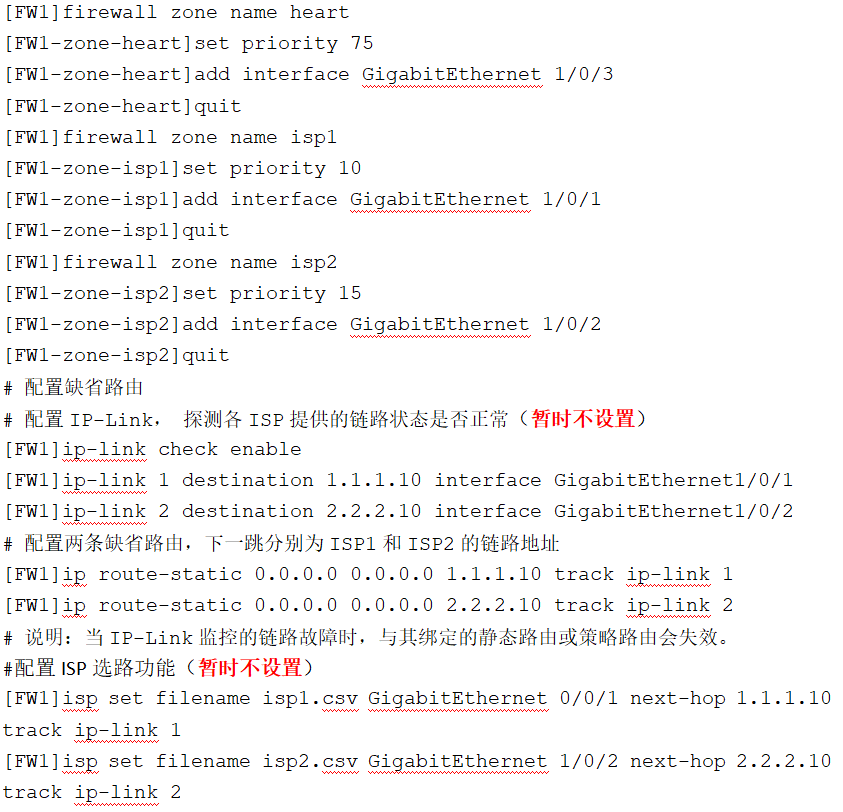 [FW1]firewall zone name heart
[FW1-zone-heart]set priority 75
[FW1-zone-heart]add interface GigabitEthernet 1/0/3
[FW1-zone-heart]quit
[FW1]firewall zone name isp1
[FW1-zone-isp1]set priority 10
[FW1-zone-isp1]add interface GigabitEthernet 1/0/1
[FW1-zone-isp1]quit
[FW1]firewall zone name isp2
[FW1-zone-isp2]set priority 15
[FW1-zone-isp2]add interface GigabitEthernet 1/0/2
[FW1-zone-isp2]quit
# 配置缺省路由
# 配置 IP-Link， 探测各 ISP 提供的链路状态是否正常（暂时不设置）
[FW1]ip-link check enable
[FW1]ip-link 1 destination 1.1.1.10 interface GigabitEthernet1/0/1
[FW1]ip-link 2 destination 2.2.2.10 interface GigabitEthernet1/0/2
# 配置两条缺省路由，下一跳分别为 ISP1 和 ISP2 的链路地址
[FW1]ip route-static 0.0.0.0 0.0.0.0 1.1.1.10 track ip-link 1
[FW1]ip route-static 0.0.0.0 0.0.0.0 2.2.2.10 track ip-link 2
# 说明：当 IP-Link 监控的链路故障时，与其绑定的静态路由或策略路由会失效。
#配置 ISP 选路功能（暂时不设置）
[FW1]isp set filename isp1.csv GigabitEthernet 0/0/1 next-hop 1.1.1.10
track ip-link 1
[FW1]isp set filename isp2.csv GigabitEthernet 1/0/2 next-hop 2.2.2.10
track ip-link 2